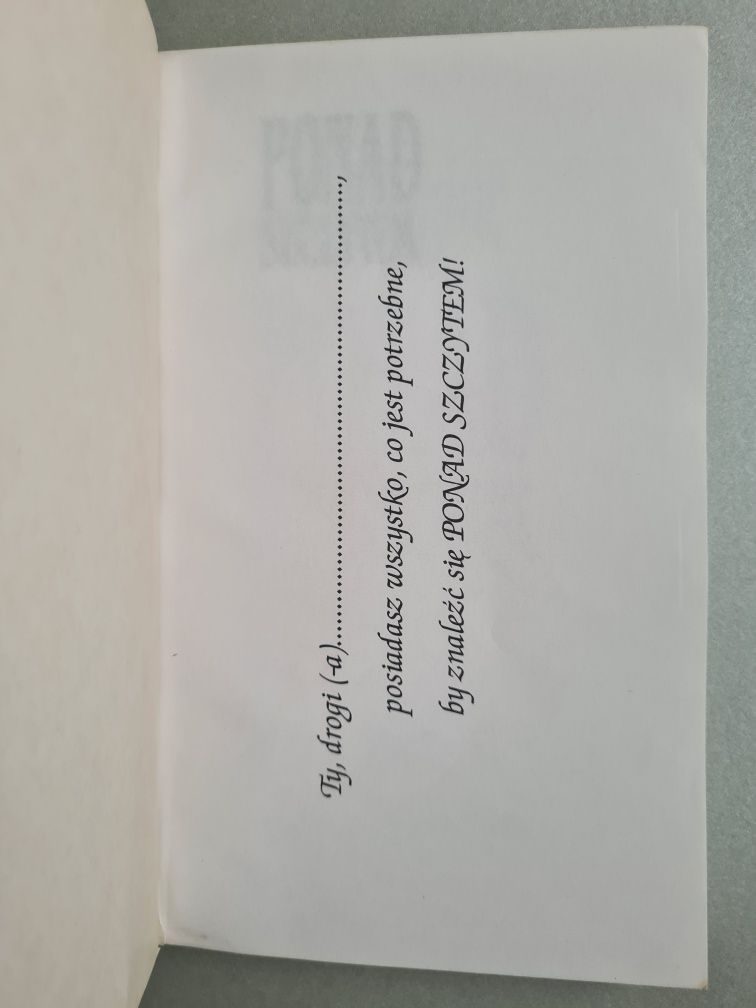 Ty, drogi (-a)..............................................................................,
posiadasz wszystko, co jest potrzebne,
by znaleźć się PONAD SZCZYTEM!